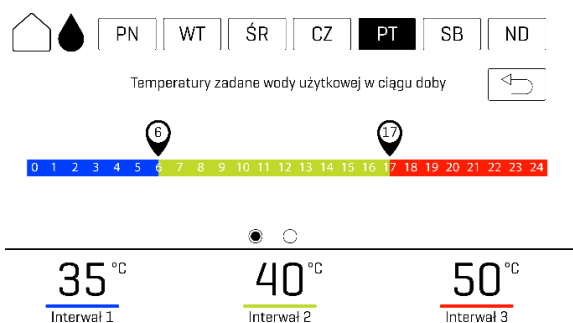 PN WT ŚR CZ PT SB ND
Temperatury zadane wody użytkowej w ciągu doby
6 17
0 1 2 3 4 5 6 7 8 9 10 11 12 13 14 15 16 17 18 19 20 21 22 23 24
35°C 40°C 50°C
Interwał 1 Interwał 2 Interwał 3